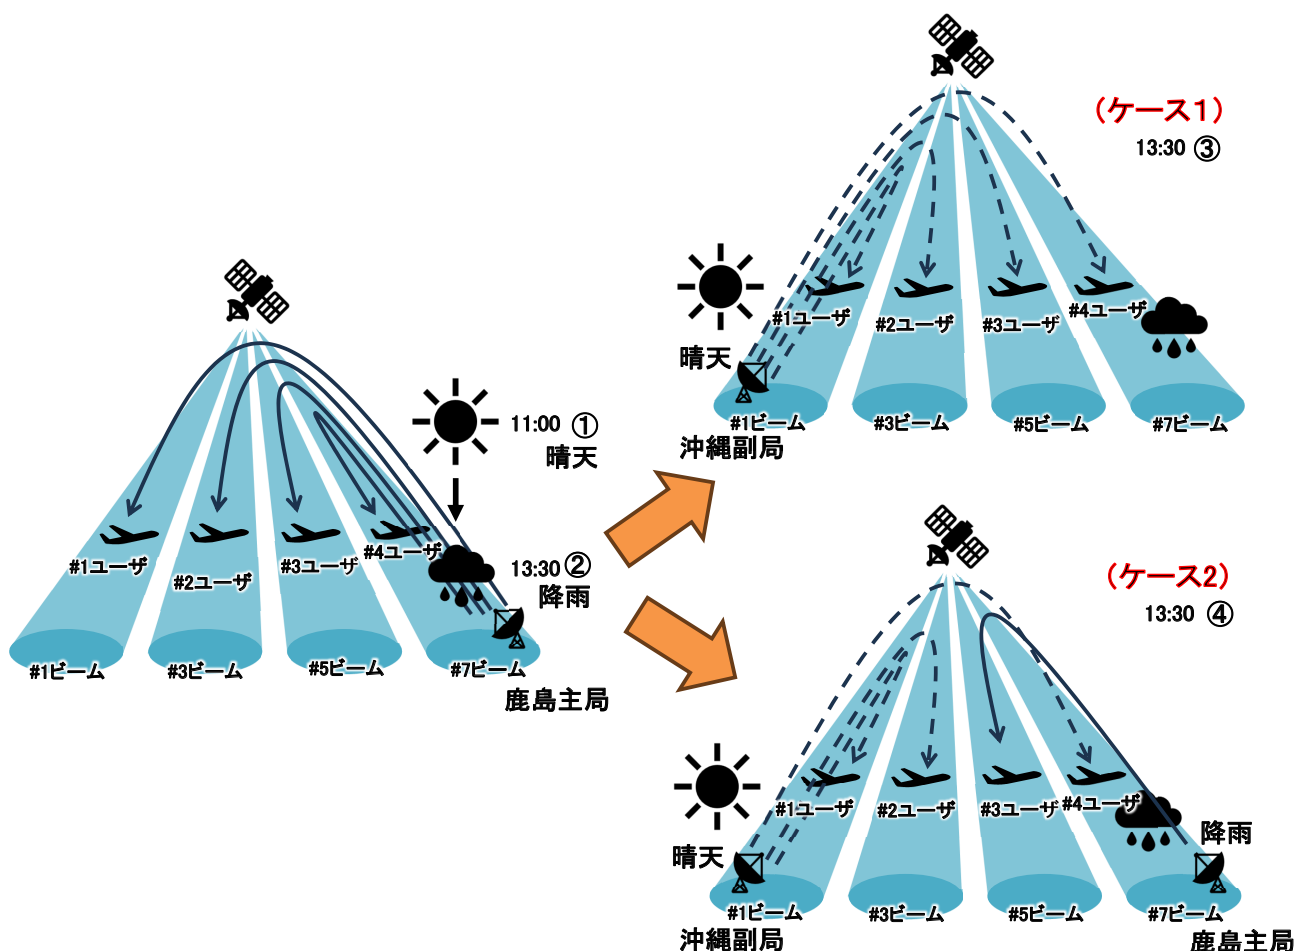 11:00 ①
晴天
#1ユーザ
#2ユーザ
#3ユーザ
#4ユーザ
13:30 ②
降雨
#1ビーム
#3ビーム
#5ビーム
#7ビーム
鹿島主局
(ケース1)
13:30 ③
晴天
#1ユーザ
#2ユーザ
#3ユーザ
#4ユーザ
#1ビーム
#3ビーム
#5ビーム
#7ビーム
沖縄副局
(ケース2)
13:30 ④
晴天
#1ユーザ
#2ユーザ
#3ユーザ
#4ユーザ
降雨
#1ビーム
#3ビーム
#5ビーム
#7ビーム
沖縄副局
鹿島主局